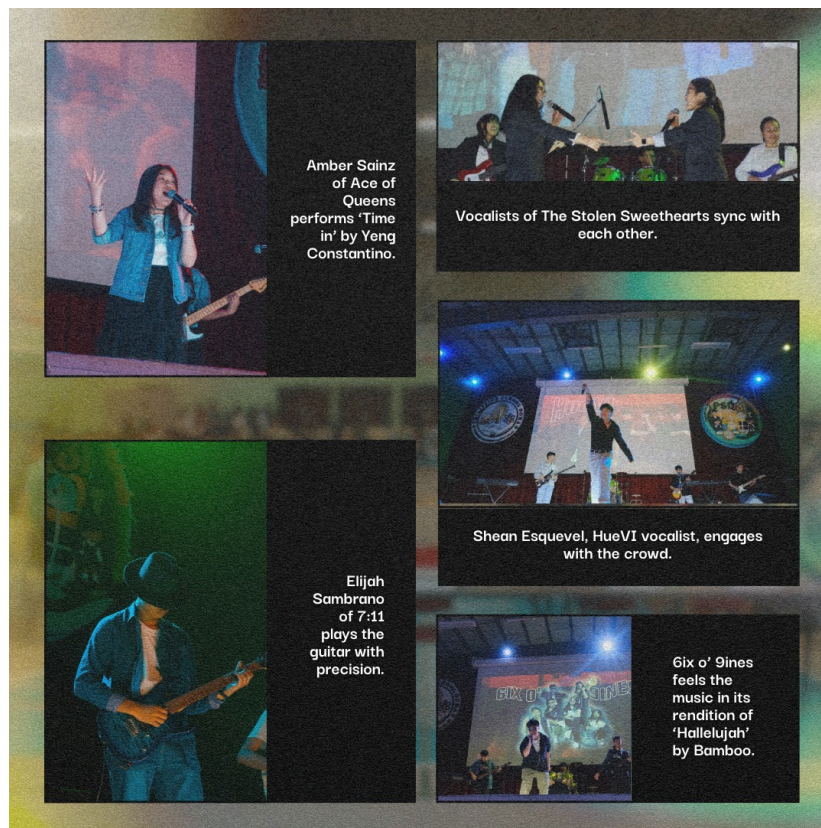 Amber Sainz
of Ace of
Queens
performs ‘Time
in’ by Yeng
Constantino.
Vocalists of The Stolen Sweethearts sync with
each other.
Shean Esquevel, HueVI vocalist, engages
with the crowd.
Elijah
Sambrano
of 7:11
plays the
guitar with
precision.
6IX O'
9INES
6ix o’ 9ines
feels the
music in its
rendition of
‘Hallelujah’
by Bamboo.